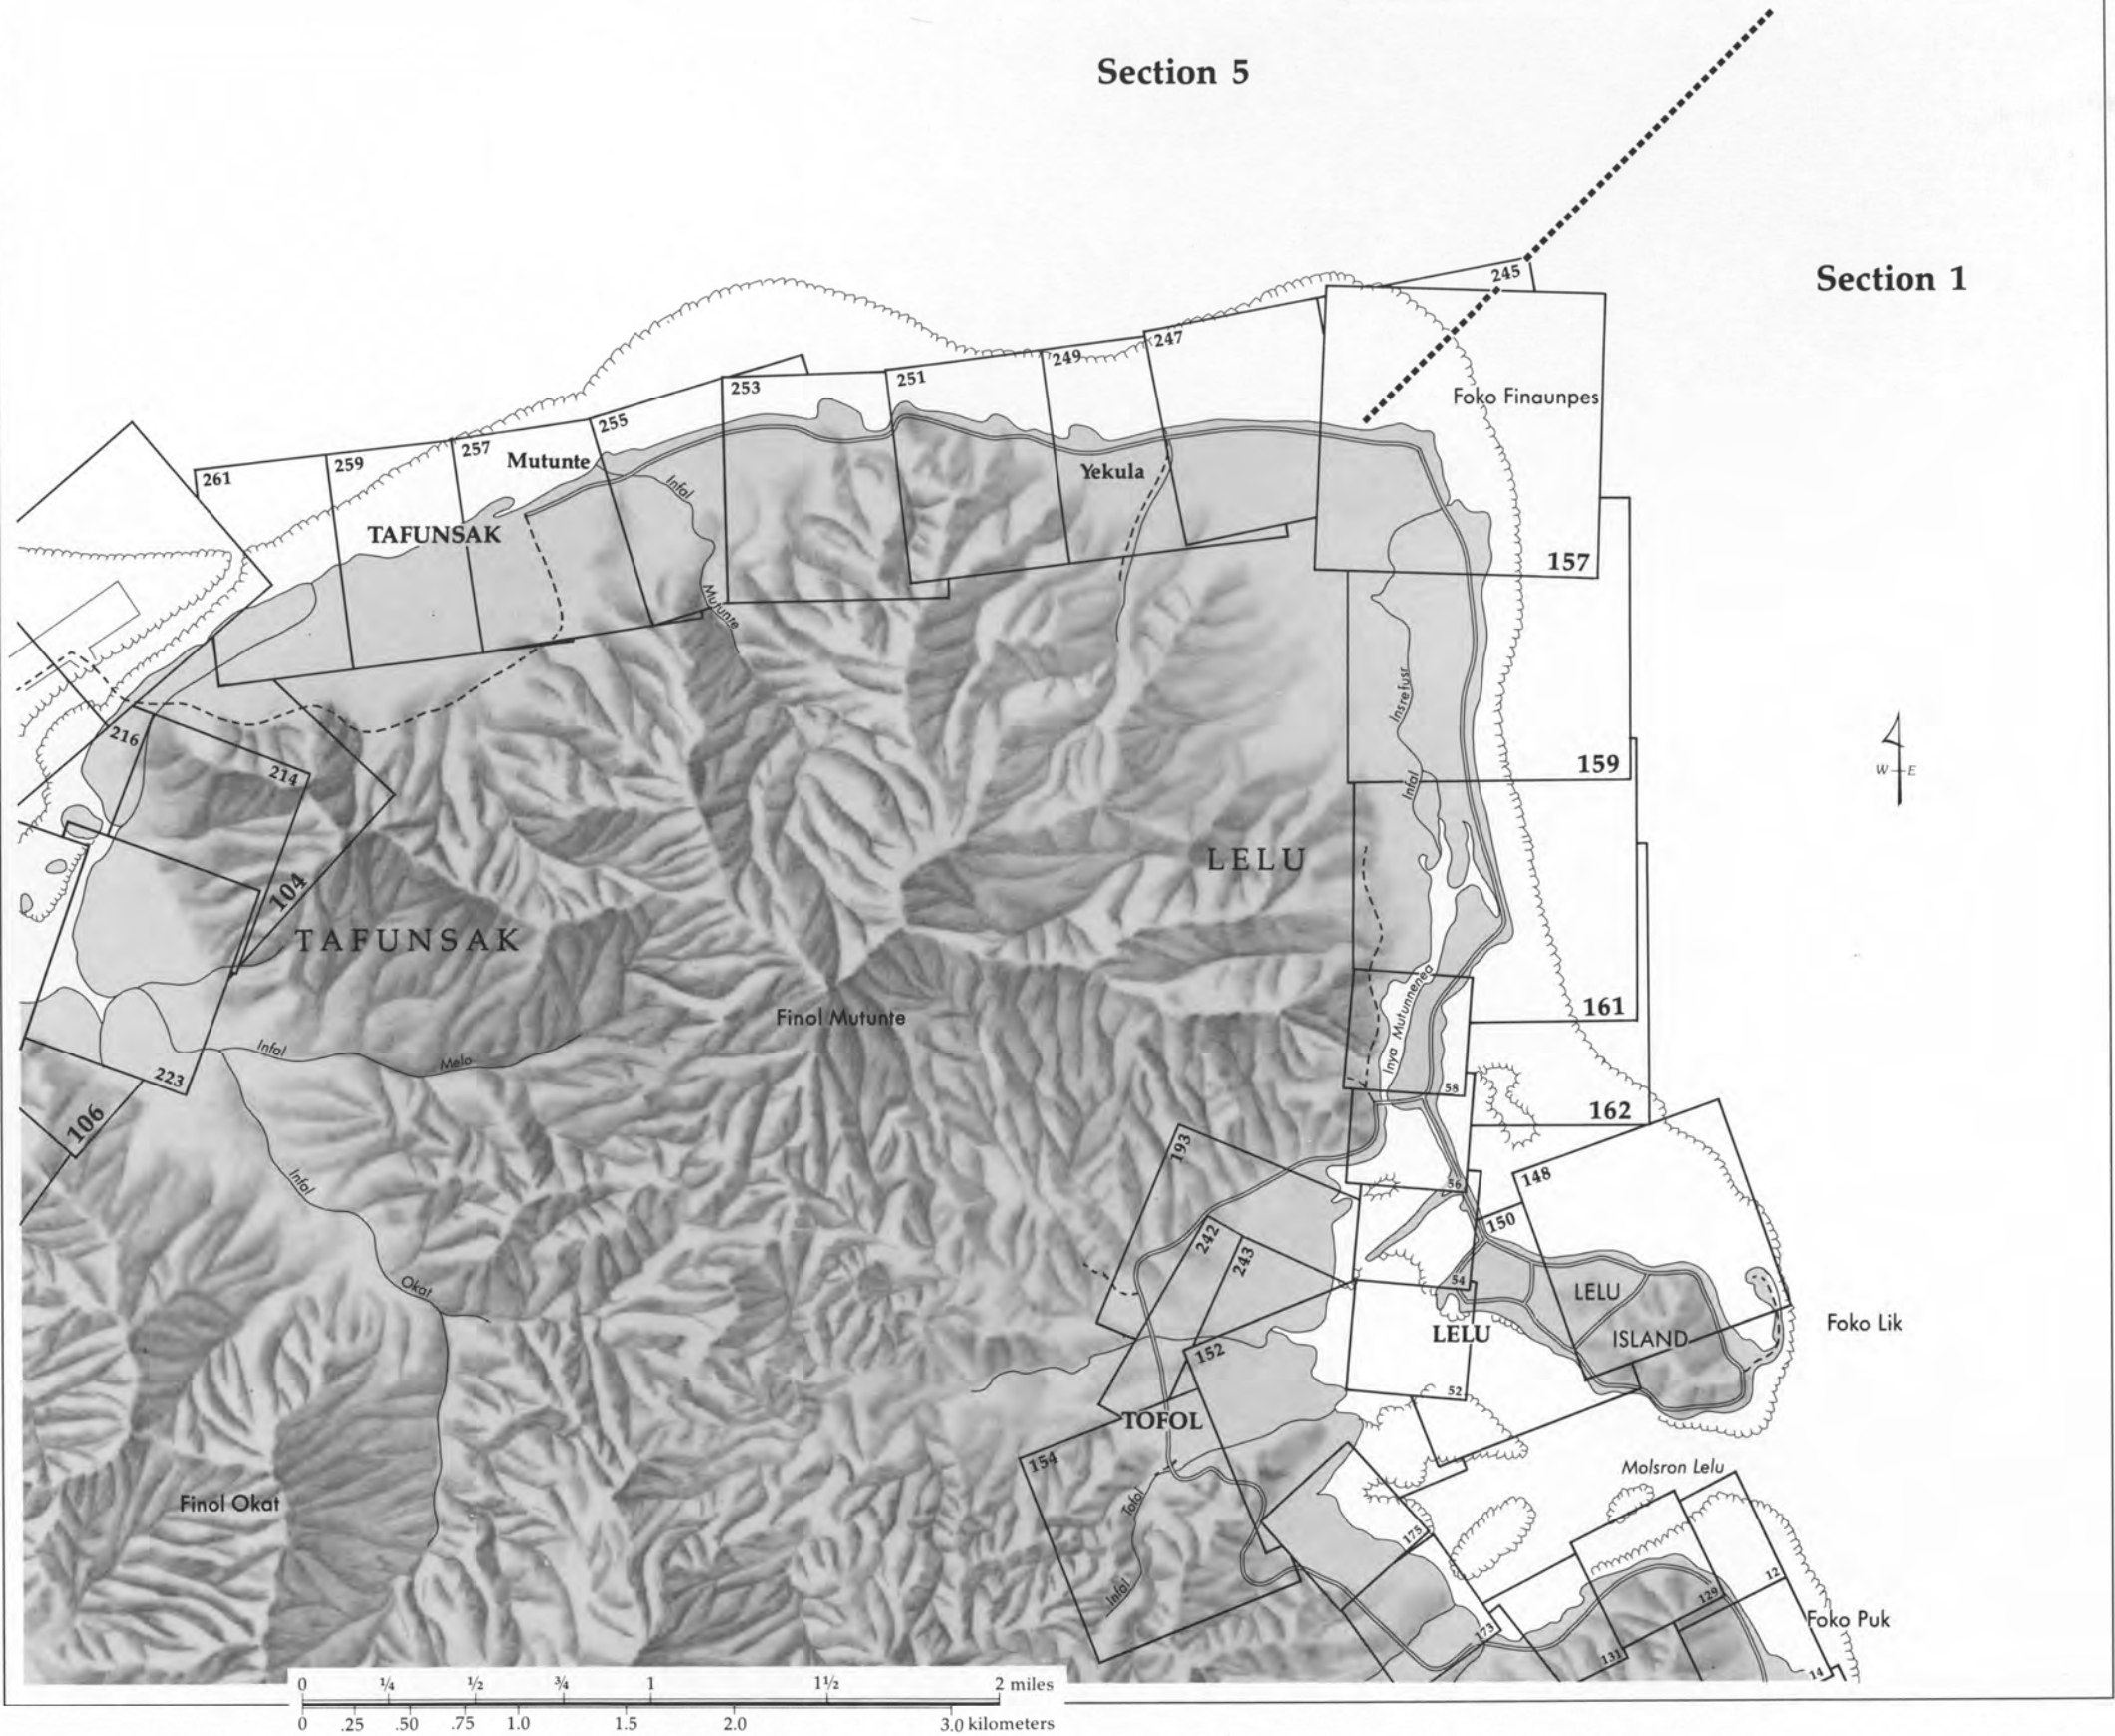 Section 5
Section 1
245
247
249
251
253
255
257
259
261
Foko Finaunpes
Mutunte
Yekula
TAFUNSAK
Infal
Mutunte
157
159
Insrefusr
Infal
W E
216
214
104
LELU
TAFUNSAK
Finol Mutunte
Inya Mutunnenea
161
58
162
Infal
Melo
223
106
193
148
56
150
Infal
242
243
Okat
54
LELU
ISLAND
LELU
Foko Lik
152
52
TOFOL
154
Molsron Lelu
Finol Okat
Tofol
Infal
175
12
129
Foko Puk
173
131
14
0 ¼ ½ ¾ 1 1½ 2 miles
0 .25 .50 .75 1.0 1.5 2.0 3.0 kilometers